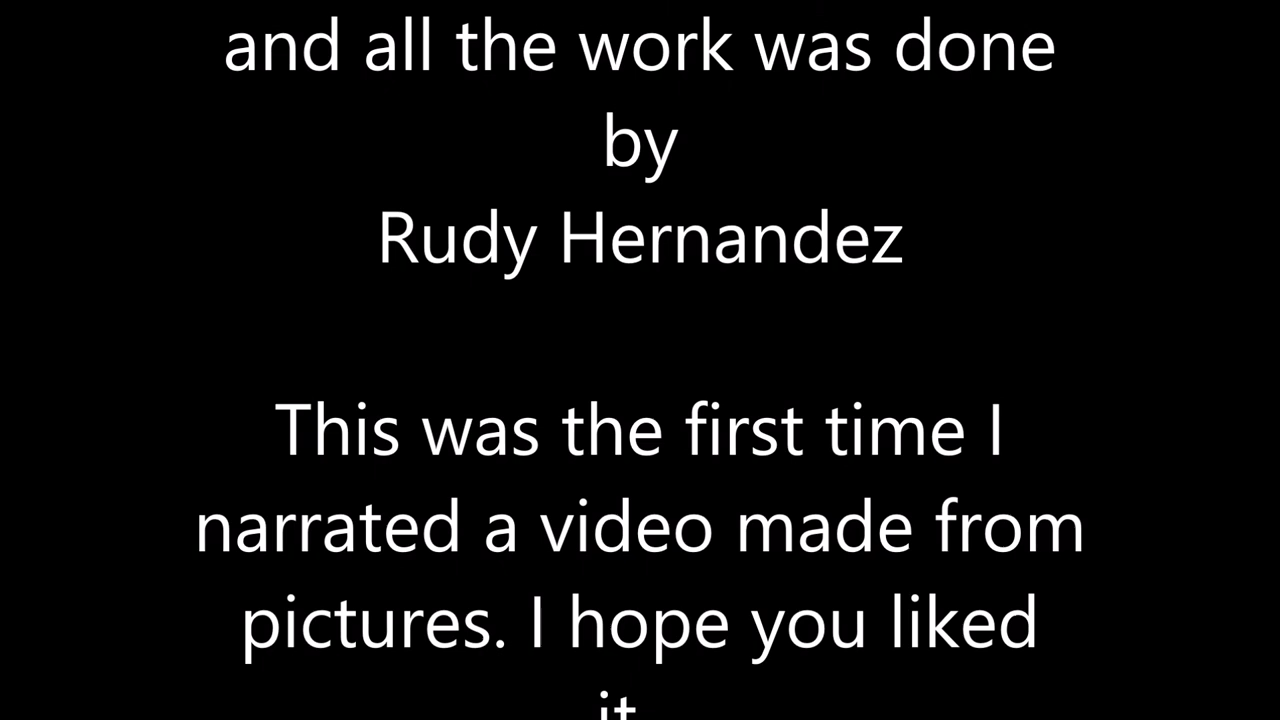 and all the work was done
by
Rudy Hernandez
This was the first time I
narrated a video made from
pictures. I hope you liked
it